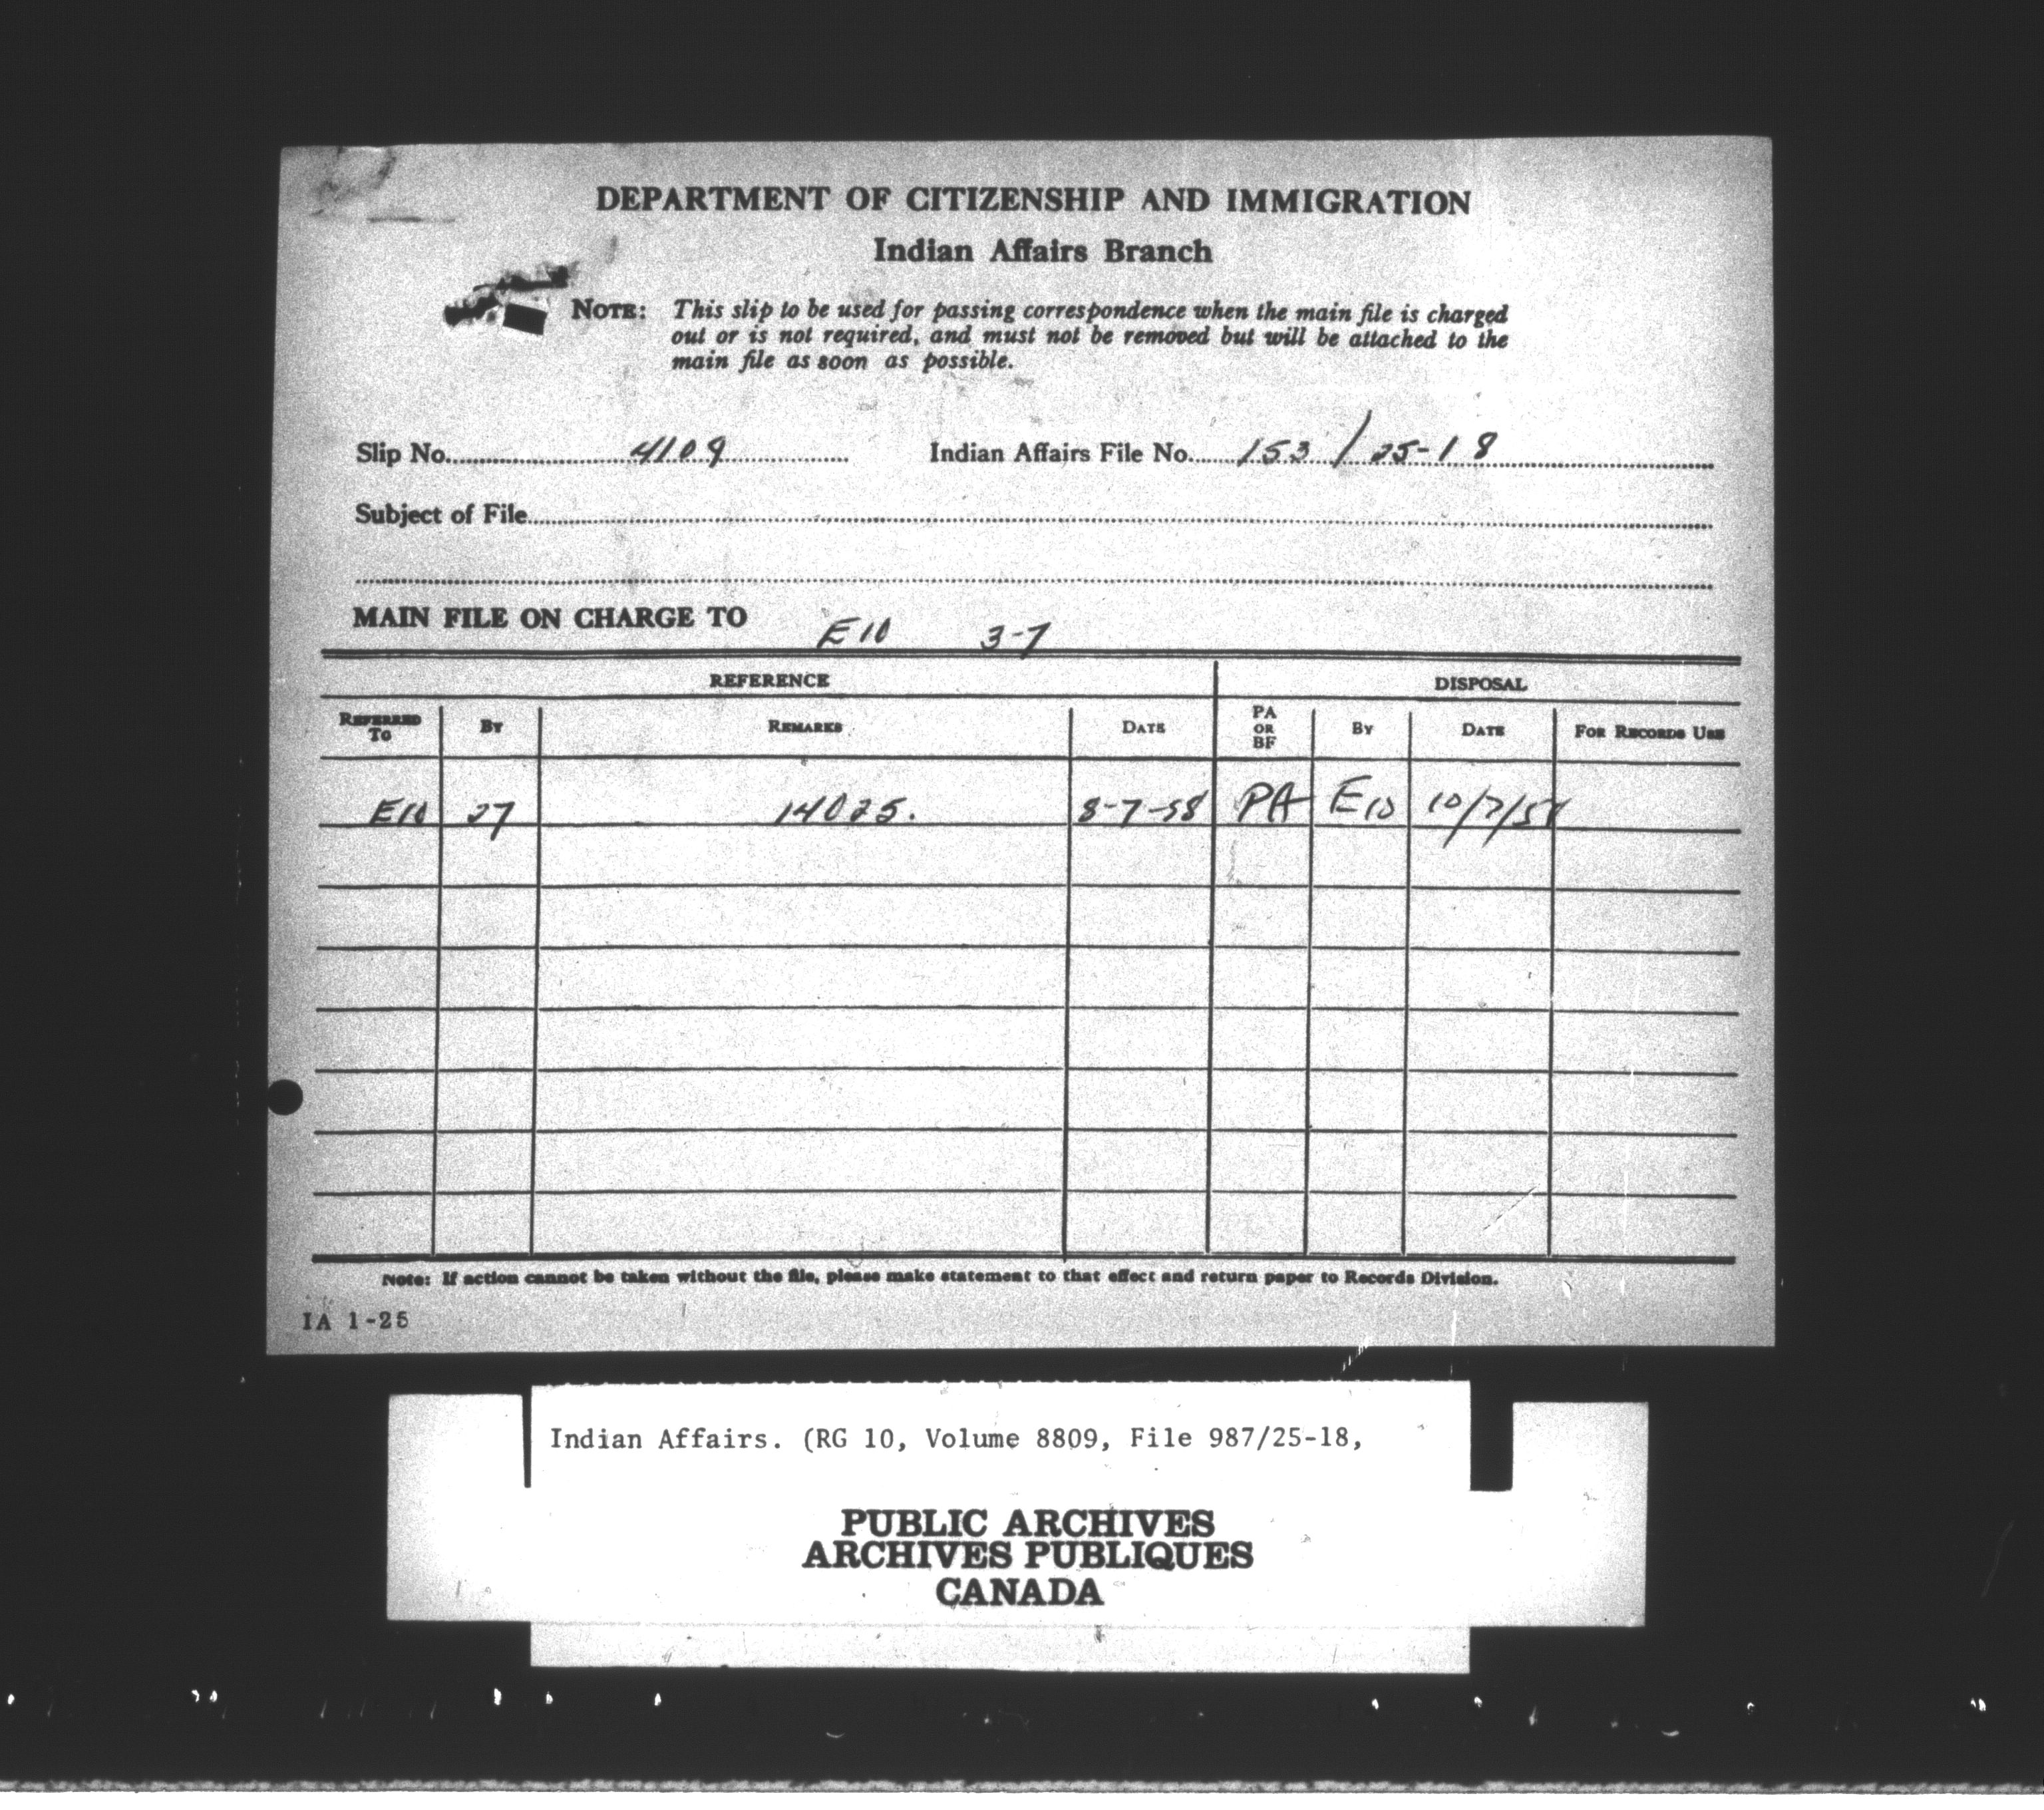 DEPARTMENT OF CITIZENSHIP AND IMMIGRATION
Indian Affairs Branch
NOTE: This slip to be used for passing correspondence when the main file is charged
out or is not required, and must not be removed but will be attached to the
main file as soon as possible.
Slip No. 4109 Indian Affairs File No. 153/25-18
Subject of File
MAIN FILE ON CHARGE TO E10 3-7
REFERENCE DISPOSAL
REFERRED TO BY REMARKS DATE PA OR BF BY DATE FOR RECORDS USE
E10 27 14025. 8-7-58 PA E10 10/7/58
Note: If action cannot be taken without the file, please make statement to that effect and return paper to Records Division.
IA 1-25
Indian Affairs. (RG 10, Volume 8809, File 987/25-18,
PUBLIC ARCHIVES
ARCHIVES PUBLIQUES
CANADA